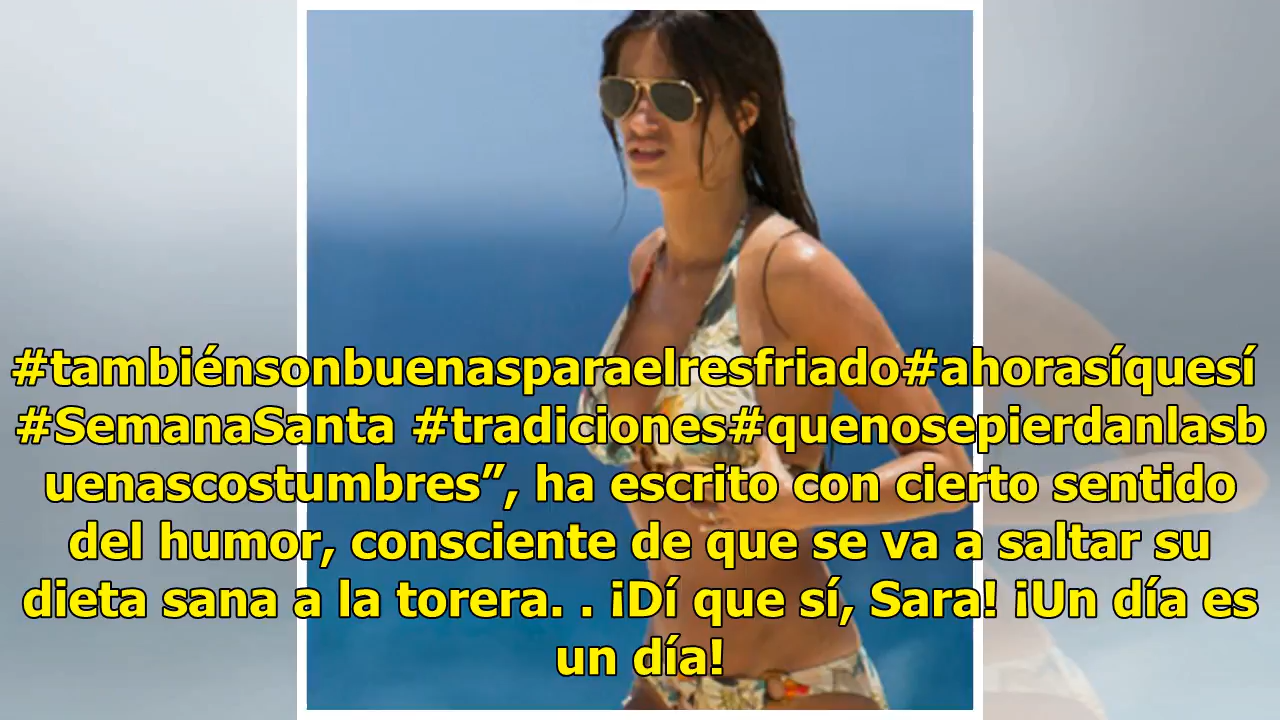 #tambiénsonbuenasparaelresfriado#ahorasíquesí
#SemanaSanta #tradiciones#quenosepierdanlasb
uenascostumbres”, ha escrito con cierto sentido
del humor, consciente de que se va a saltar su
dieta sana a la torera. . ¡Dí que sí, Sara! ¡Un día es
un día!